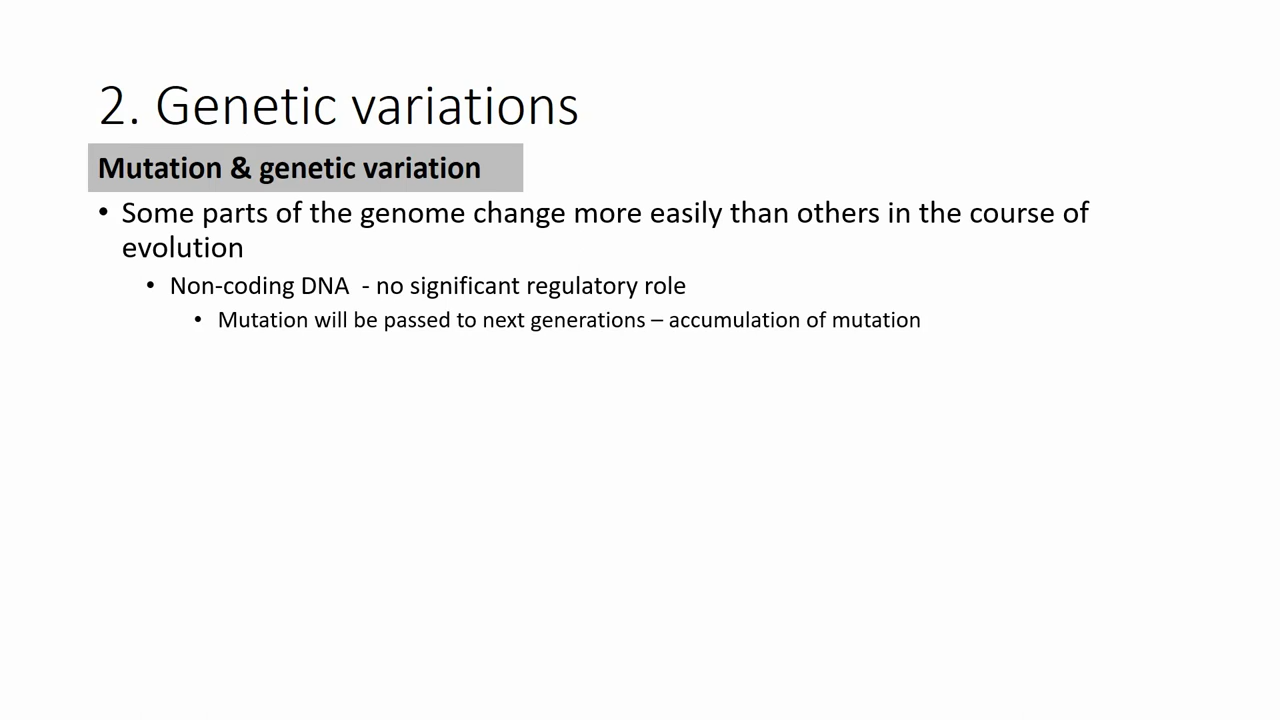 2. Genetic variations
Mutation & genetic variation
• Some parts of the genome change more easily than others in the course of
evolution
• Non-coding DNA  - no significant regulatory role
• Mutation will be passed to next generations – accumulation of mutation